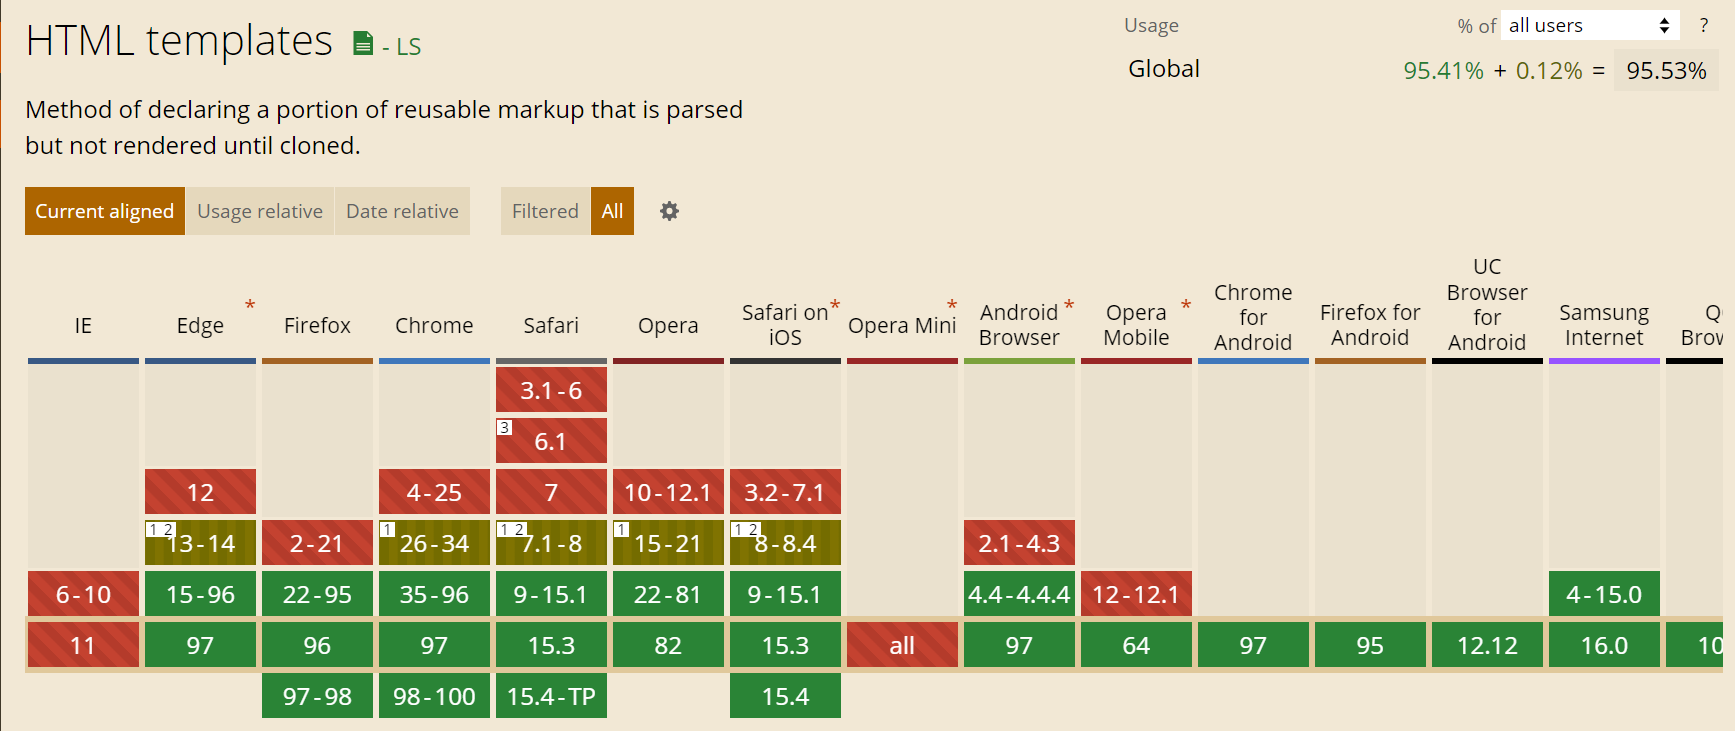 HTML templates - LS
Usage % of all users ?
Global 95.41% + 0.12% = 95.53%
Method of declaring a portion of reusable markup that is parsed
but not rendered until cloned.
Current aligned Usage relative Date relative Filtered All
IE
Edge *
Firefox
Chrome
Safari
Opera
Safari on *
iOS
Opera Mini *
Android *
Browser
Opera *
Mobile
Chrome
for
Android
Firefox for
Android
UC
Browser
for
Android
Samsung
Internet
3.1-6
3 6.1
12 4-25 7 10-12.1 3.2-7.1
1 2 13-14 2-21 1 26-34 1 2 7.1-8 1 15-21 1 2 8-8.4 2.1-4.3
6-10 15-96 22-95 35-96 9-15.1 22-81 9-15.1 4.4-4.4.4 12-12.1 4-15.0
11 97 96 97 15.3 82 15.3 all 97 64 97 95 12.12 16.0
97-98 98-100 15.4-TP 15.4